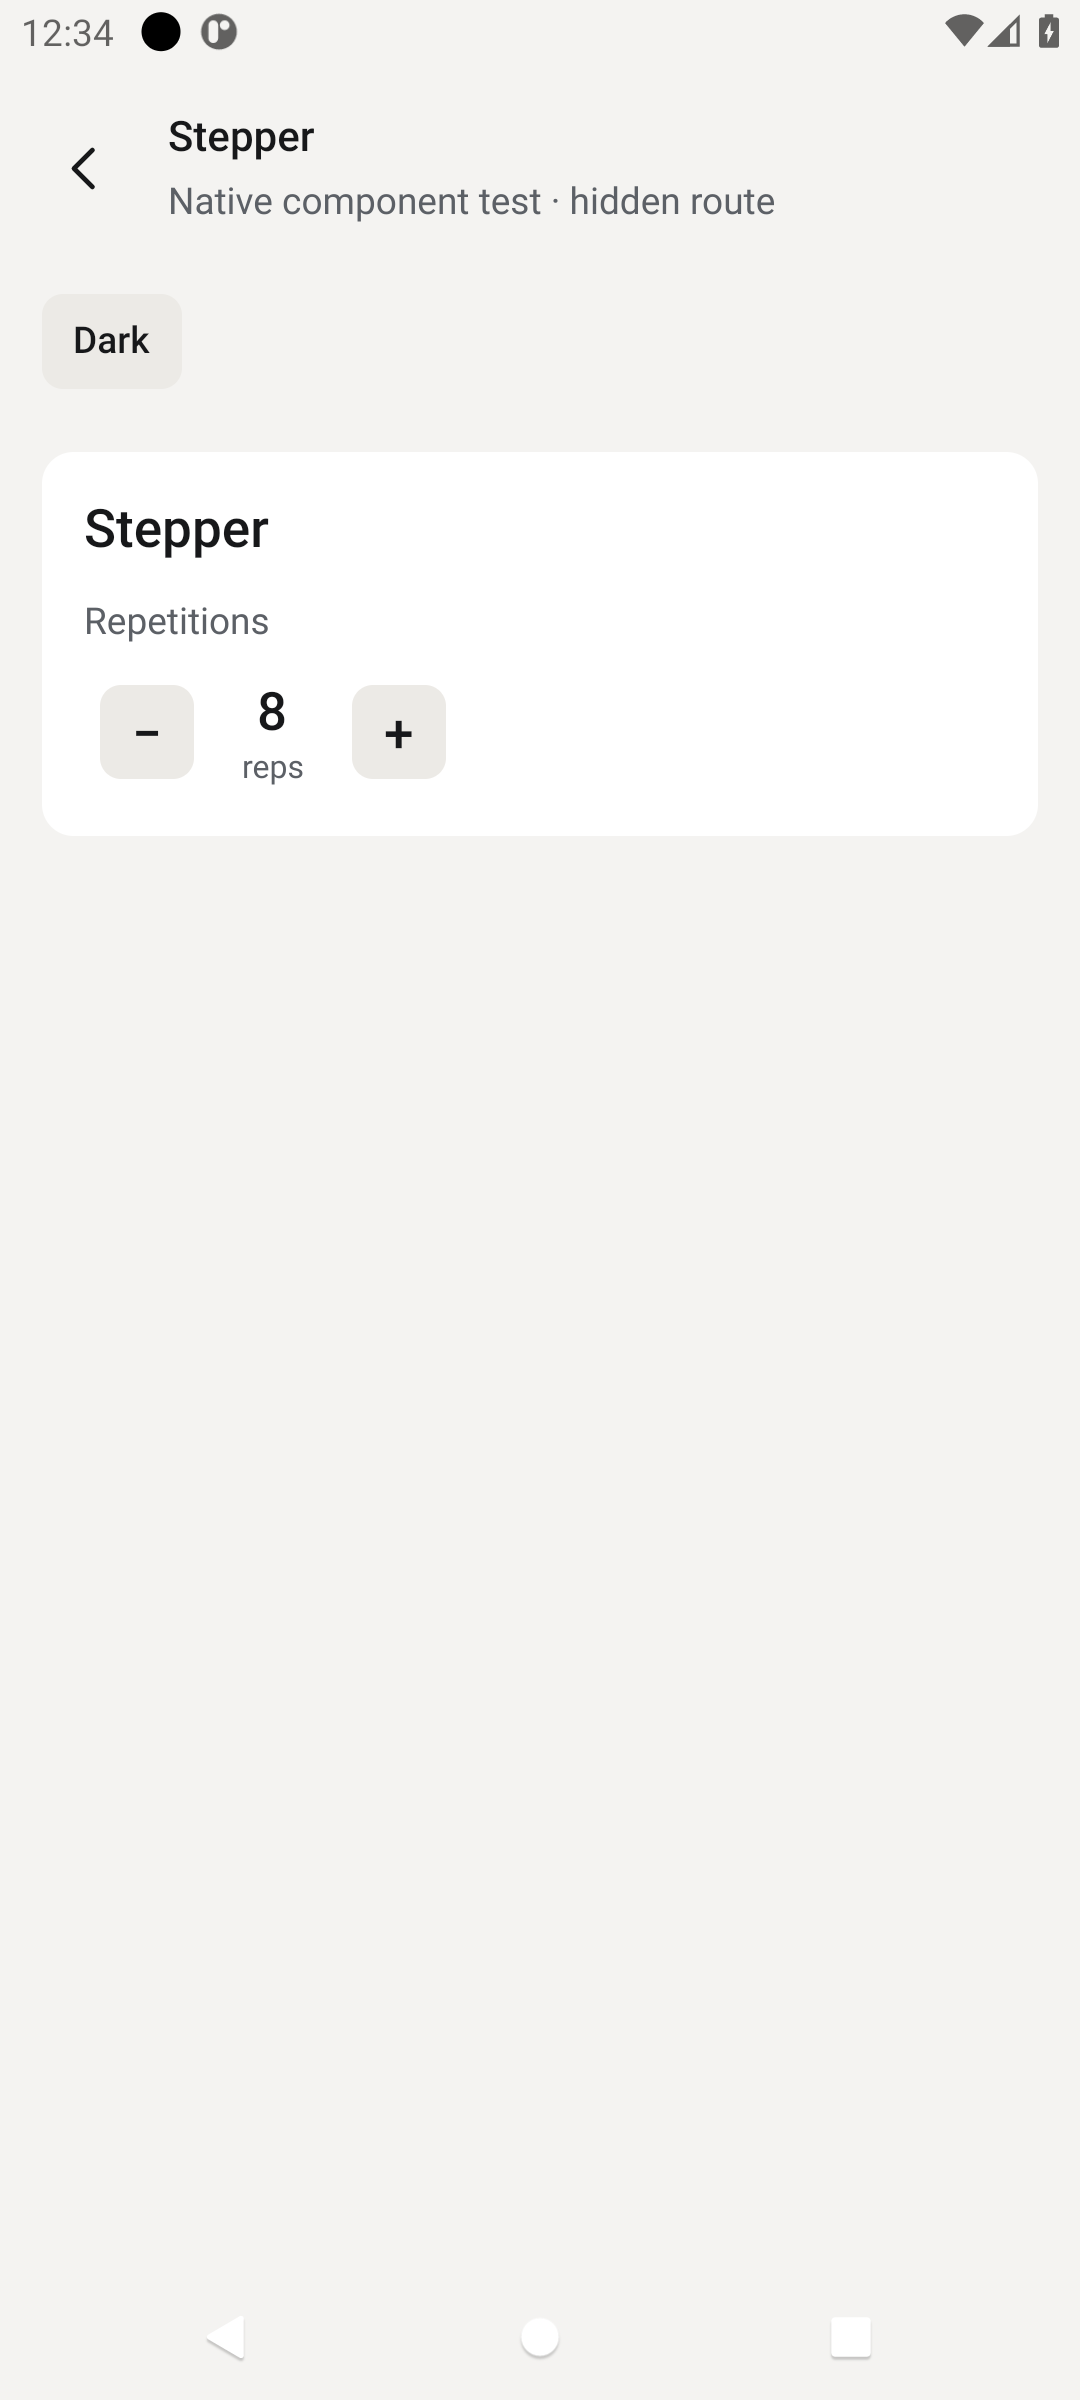 12:34
Stepper
Native component test · hidden route
Dark
Stepper
Repetitions
− 8 +
reps